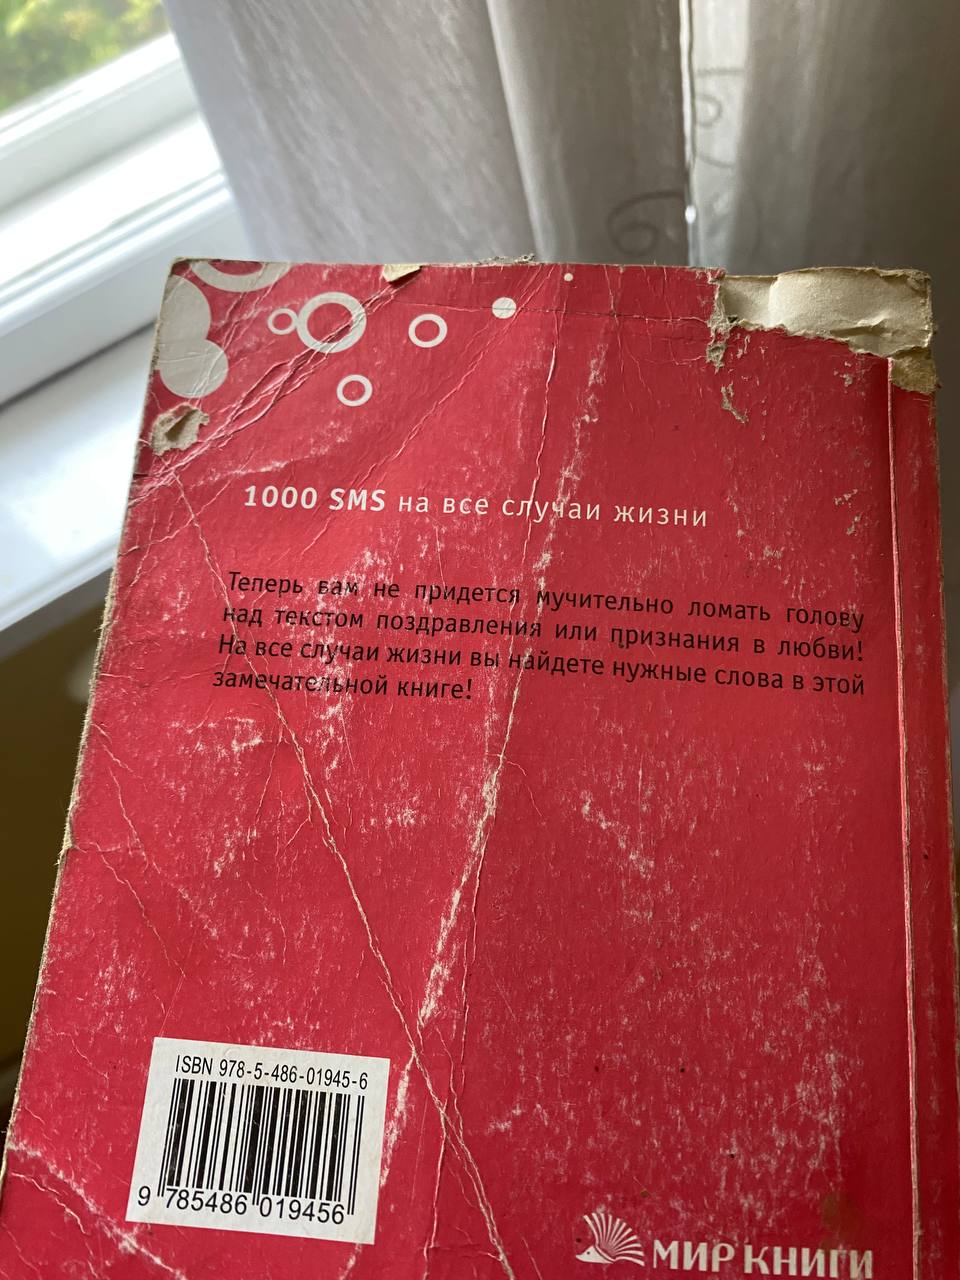 1000 SMS на все случаи жизни
Теперь вам не придется мучительно ломать голову
над текстом поздравления или признания в любви!
На все случаи жизни вы найдете нужные слова в этой
замечательной книге!
ISBN 978-5-486-01945-6
9 785486 019456
МИР КНИГИ